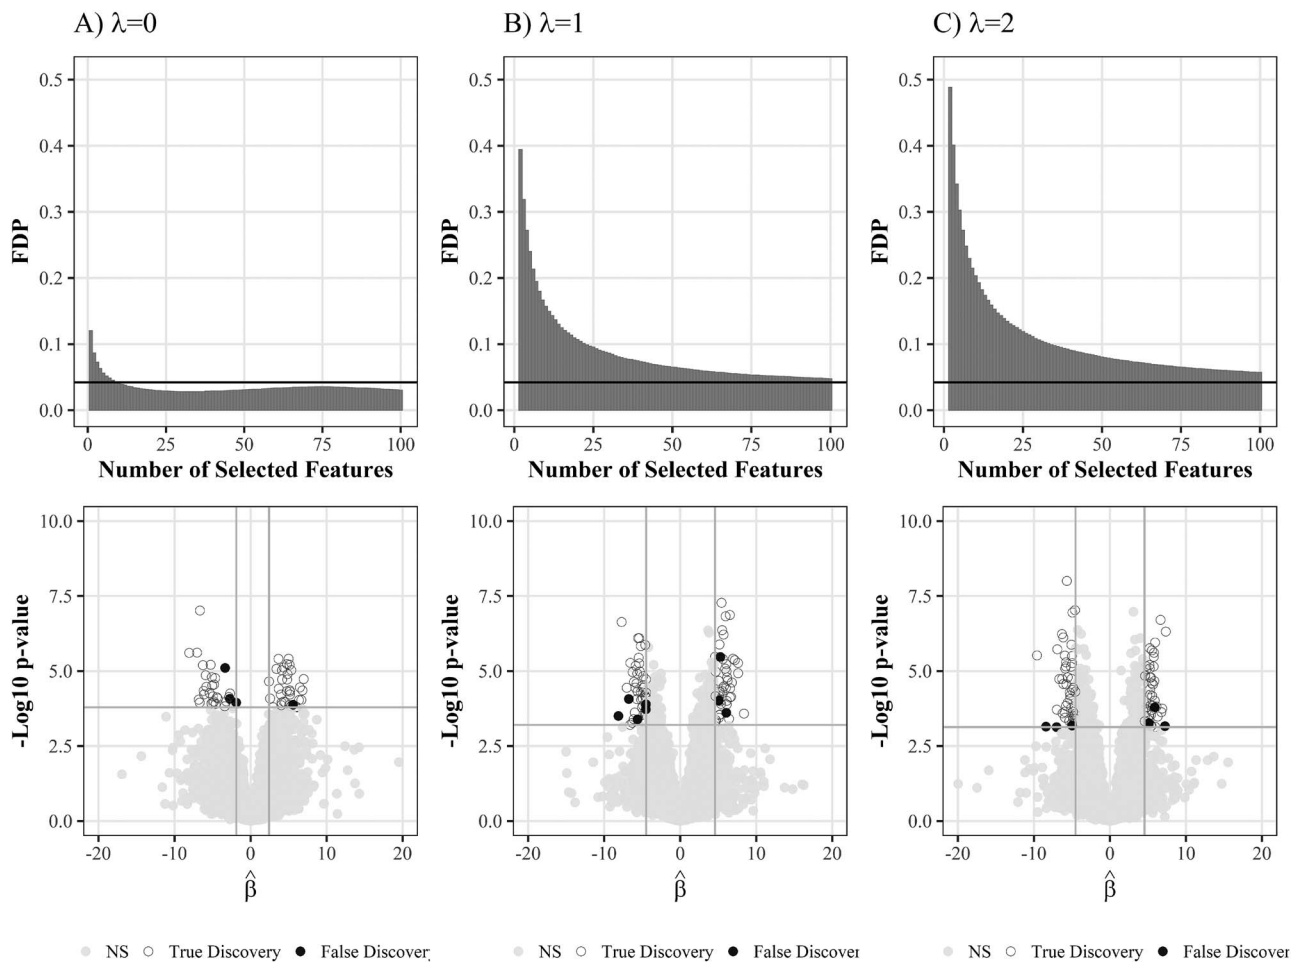 A) λ=0
B) λ=1
C) λ=2
0.5
0.4
0.3
0.2
0.1
0.0
FDP
0 25 50 75 100
Number of Selected Features
0.5
0.4
0.3
0.2
0.1
0.0
FDP
0 25 50 75 100
Number of Selected Features
0.5
0.4
0.3
0.2
0.1
0.0
FDP
0 25 50 75 100
Number of Selected Features
10.0
7.5
5.0
2.5
0.0
-Log10 p-value
-20 -10 0 10 20
β̂
10.0
7.5
5.0
2.5
0.0
-Log10 p-value
-20 -10 0 10 20
β̂
10.0
7.5
5.0
2.5
0.0
-Log10 p-value
-20 -10 0 10 20
β̂
NS True Discovery False Discover
NS True Discovery False Discover
NS True Discovery False Discover